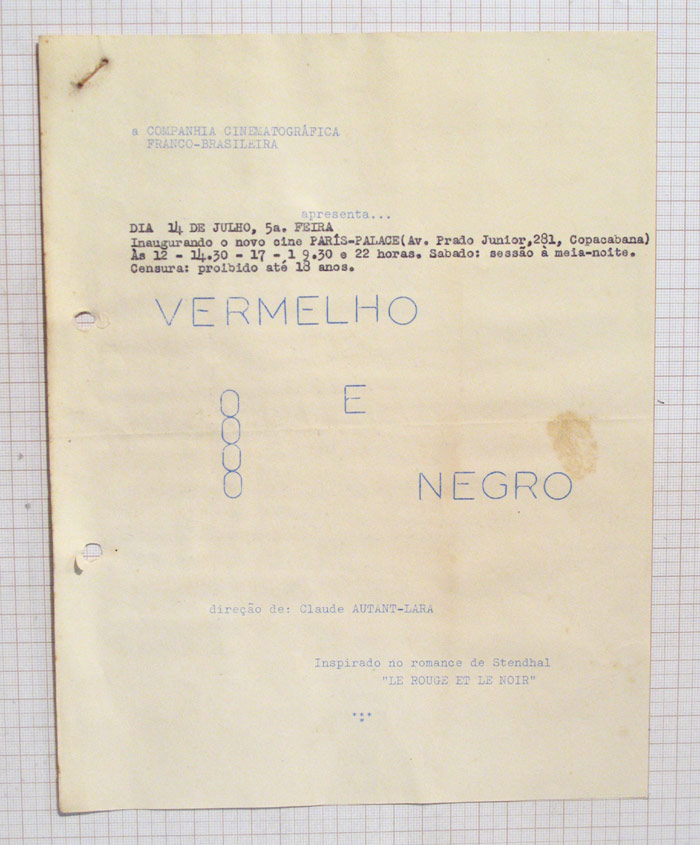 a COMPANHIA CINEMATOGRÁFICA
FRANCO-BRASILEIRA
apresenta...
DIA 14 DE JULHO, 5a. FEIRA
Inaugurando o novo cine PARIS-PALACE(Av. Prado Junior,281, Copacabana)
Às 12 - 14.30 - 17 - 1 9.30 e 22 horas. Sabado: sessão à meia-noite.
Censura: proibido até 18 anos.
VERMELHO
E
NEGRO
direção de: Claude AUTANT-LARA
Inspirado no romance de Stendhal
"LE ROUGE ET LE NOIR"